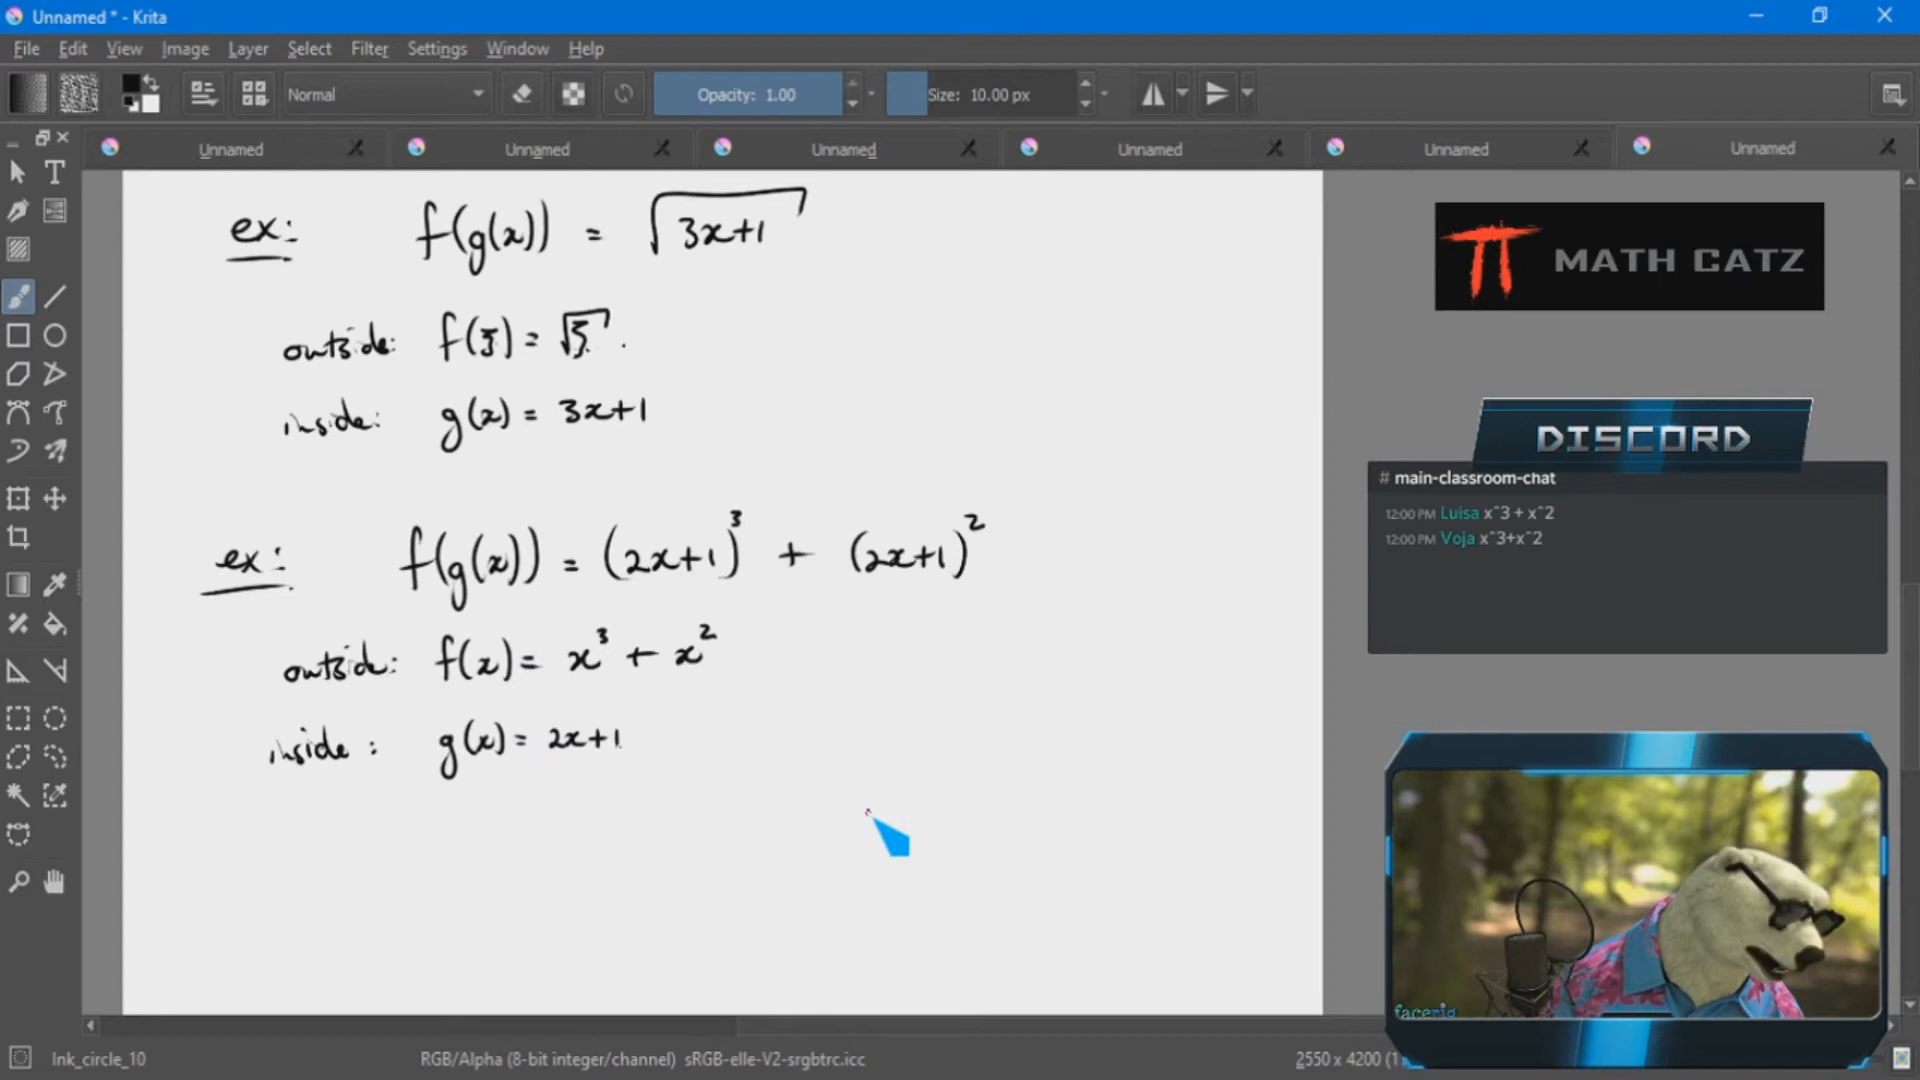 Unnamed * - Krita
File Edit View Image Layer Select Filter Settings Window Help
Normal Opacity: 1.00 Size: 10.00 px
Unnamed Unnamed Unnamed Unnamed Unnamed Unnamed
ex: f(g(x)) = √3x+1
outside: f(ξ) = √ξ .
inside: g(x) = 3x+1
ex: f(g(x)) = (2x+1)³ + (2x+1)²
outside: f(x) = x³ + x²
inside: g(x) = 2x+1
π MATH CATZ
DISCORD
# main-classroom-chat
12:00 PM Luisa x^3 + x^2
12:00 PM Voja x^3+x^2
facerig
Ink_circle_10 RGB/Alpha (8-bit integer/channel) sRGB-elle-V2-srgbtrc.icc 2550 x 4200 (1